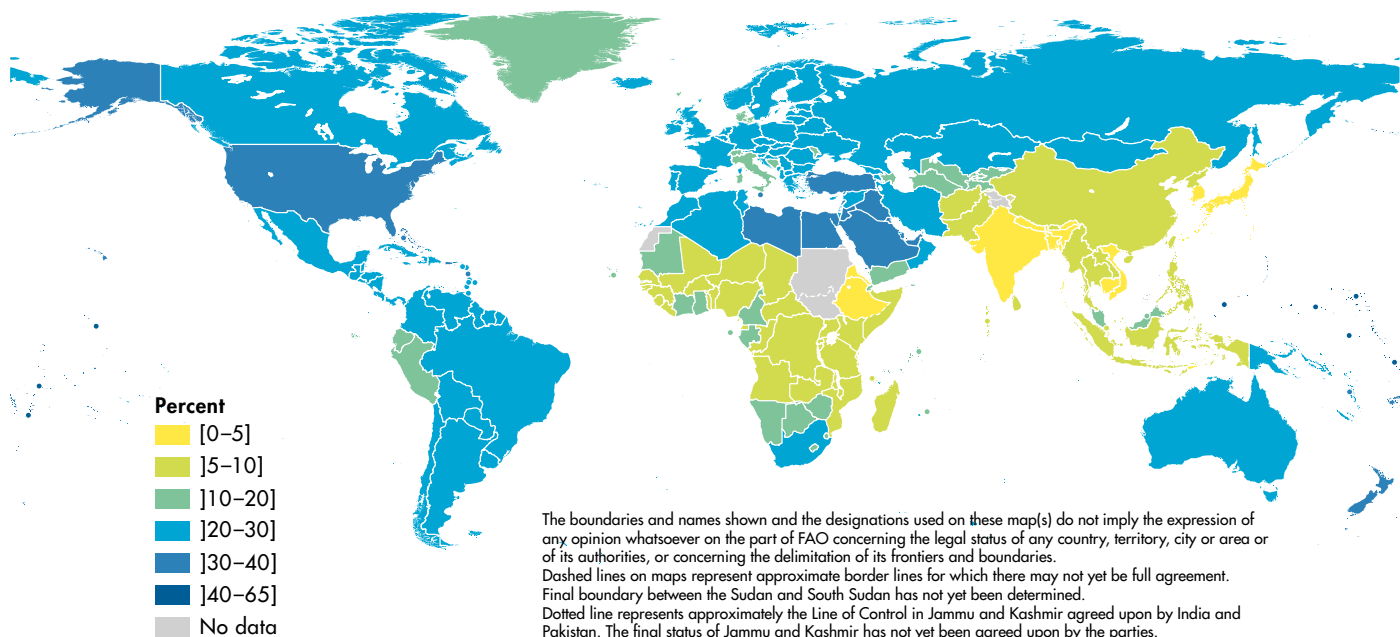 Percent
[0–5]
]5–10]
]10–20]
]20–30]
]30–40]
]40–65]
No data
The boundaries and names shown and the designations used on these map(s) do not imply the expression of
any opinion whatsoever on the part of FAO concerning the legal status of any country, territory, city or area or
of its authorities, or concerning the delimitation of its frontiers and boundaries.
Dashed lines on maps represent approximate border lines for which there may not yet be full agreement.
Final boundary between the Sudan and South Sudan has not yet been determined.
Dotted line represents approximately the Line of Control in Jammu and Kashmir agreed upon by India and
Pakistan. The final status of Jammu and Kashmir has not yet been agreed upon by the parties.